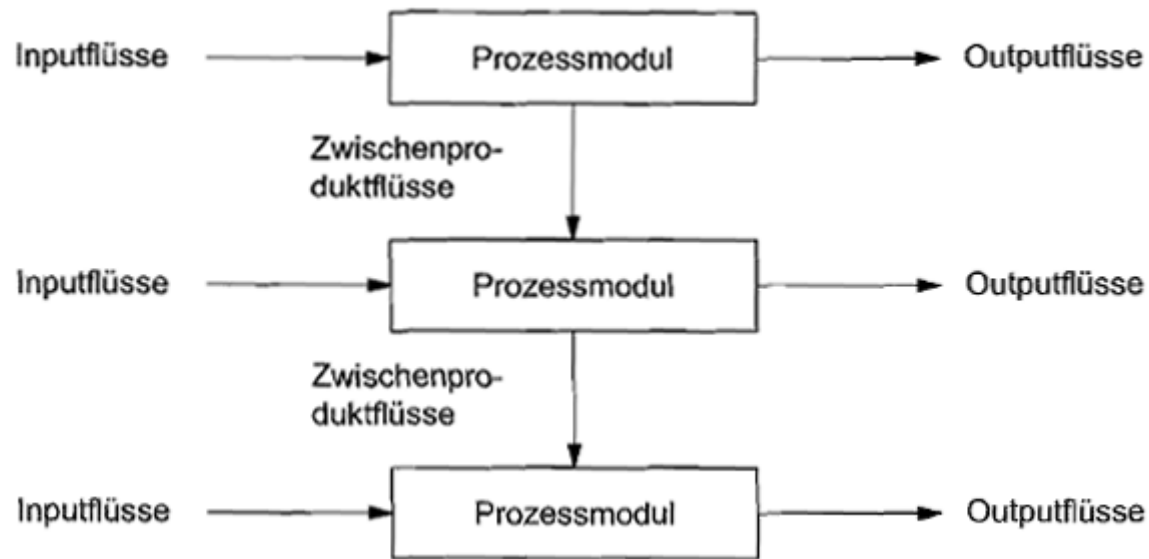 Inputflüsse
Prozessmodul
Outputflüsse
Zwischenpro-
duktflüsse
Inputflüsse
Prozessmodul
Outputflüsse
Zwischenpro-
duktflüsse
Inputflüsse
Prozessmodul
Outputflüsse